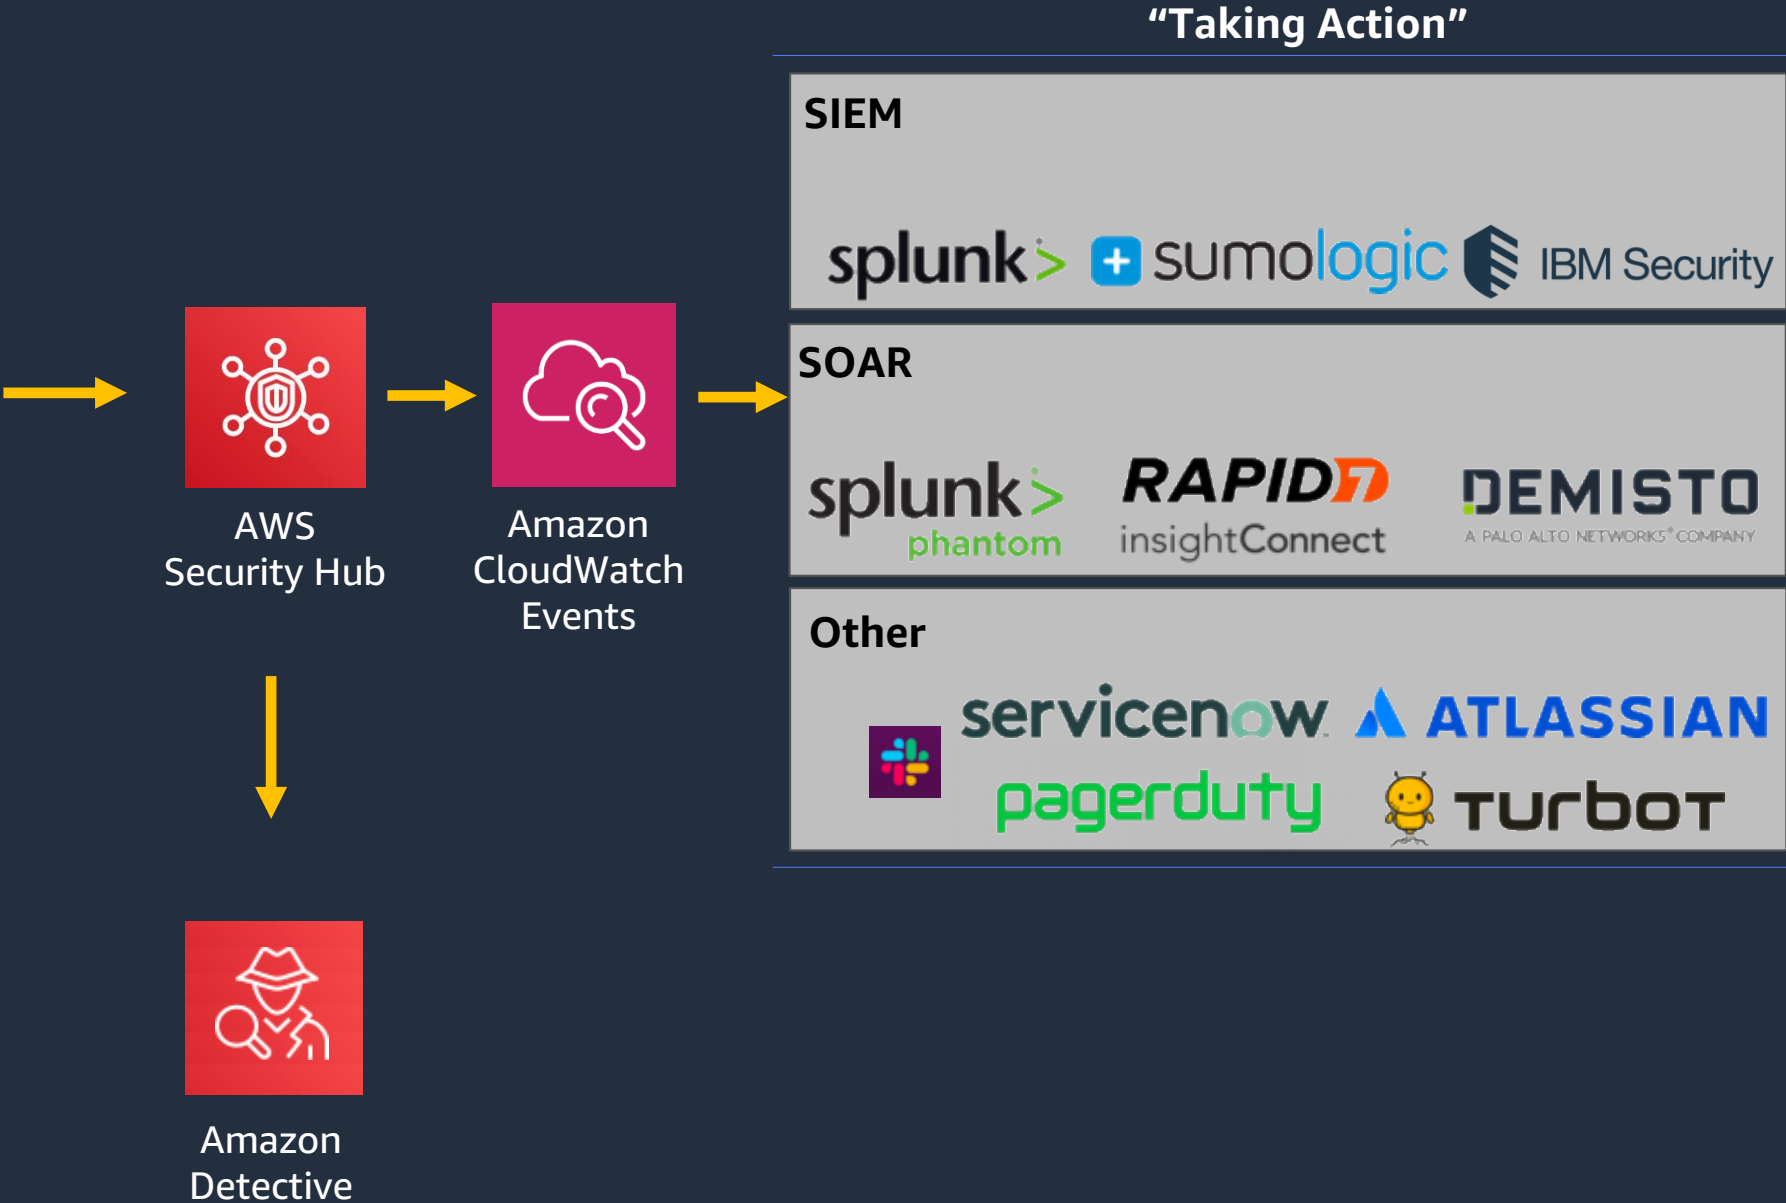 “Taking Action”
SIEM
splunk> sumologic IBM Security
AWS
Security Hub
Amazon
CloudWatch
Events
SOAR
splunk>
phantom
RAPID7
insightConnect
DEMISTO
A PALO ALTO NETWORKS® COMPANY
Other
servicenow ATLASSIAN
pagerduty TURBOT
Amazon
Detective